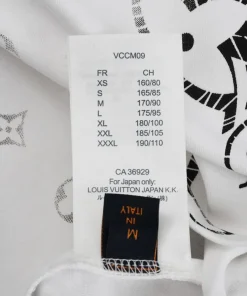 VCCM09
FR CH
XS 160/80
S 165/85
M 170/90
L 175/95
XL 180/100
XXL 185/105
XXXL 190/110
CA 36929
For Japan only:
LOUIS VUITTON JAPAN K.K.
M
IN
ITALY